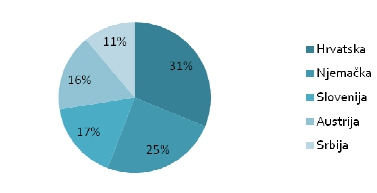 11%
31%
16%
17%
25%
Hrvatska
Njemačka
Slovenija
Austrija
Srbija